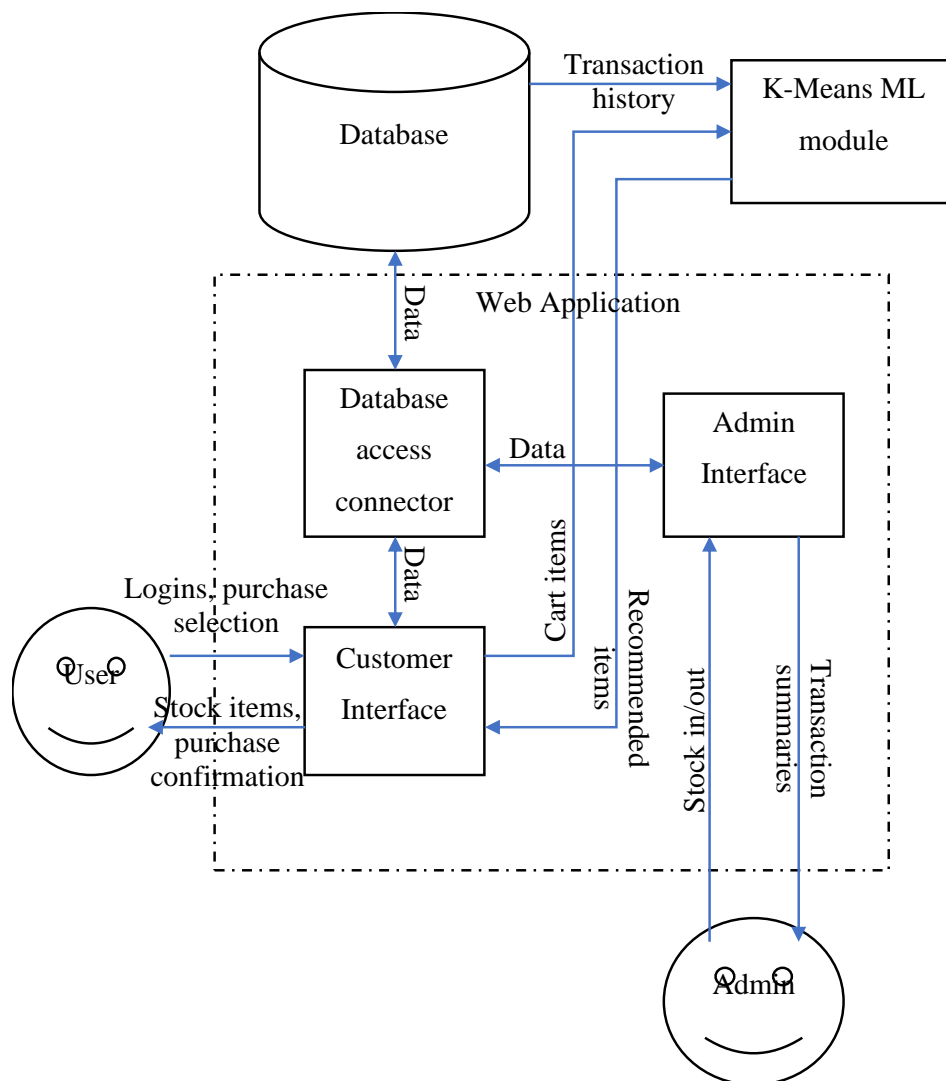 Transaction
history
K-Means ML
module
Database
Data
Web Application
Database
access
connector
Data
Admin
Interface
Data
Logins, purchase
selection
User
Customer
Interface
Stock items,
purchase
confirmation
Cart items
Recommended
items
Stock in/out
Transaction
summaries
Admin